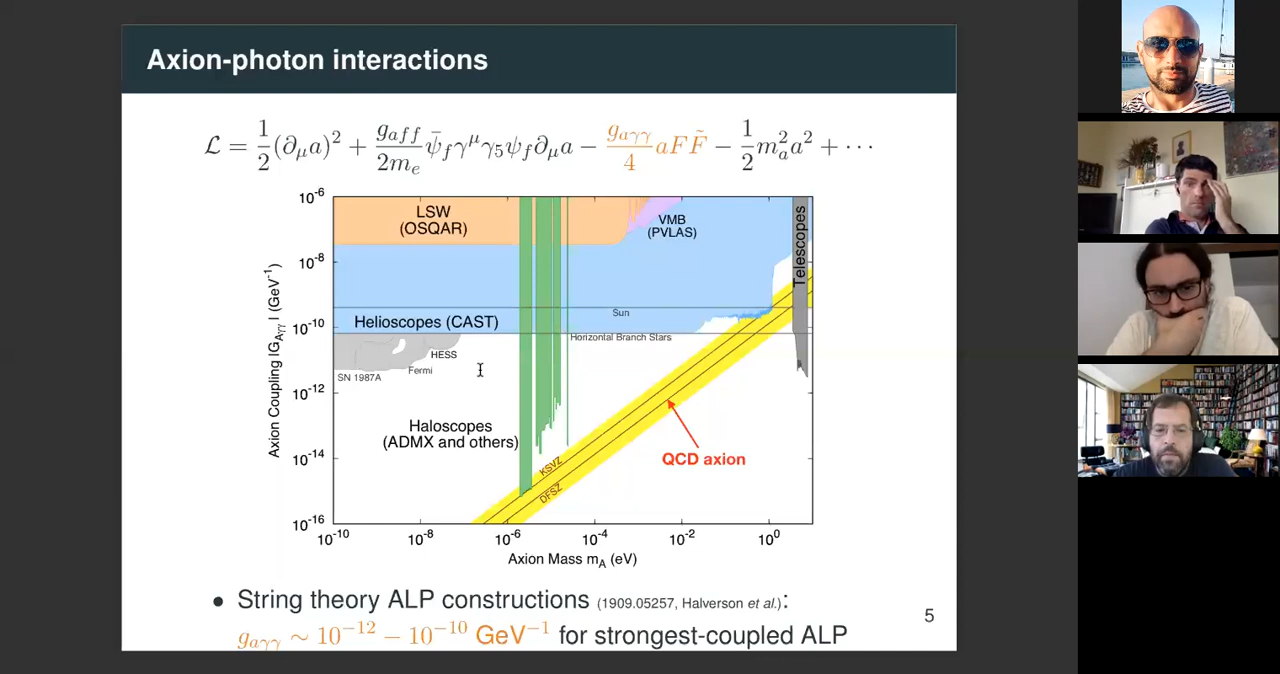 Axion-photon interactions
ℒ = 1/2 (∂_μ a)² + g_aff/2m_e ψ̄_f γ^μ γ_5 ψ_f ∂_μ a − g_aγγ/4 aFF̃ − 1/2 m_a² a² + ⋯
10⁻⁶
10⁻⁸
10⁻¹⁰
10⁻¹²
10⁻¹⁴
10⁻¹⁶
Axion Coupling |G_Aγγ| (GeV⁻¹)
LSW
(OSQAR)
VMB
(PVLAS)
Telescopes
Helioscopes (CAST)
Sun
Horizontal Branch Stars
HESS
Fermi
SN 1987A
Haloscopes
(ADMX and others)
KSVZ
DFSZ
QCD axion
10⁻¹⁰ 10⁻⁸ 10⁻⁶ 10⁻⁴ 10⁻² 10⁰
Axion Mass m_A (eV)
• String theory ALP constructions (1909.05257, Halverson et al.):
g_aγγ ∼ 10⁻¹² − 10⁻¹⁰ GeV⁻¹ for strongest-coupled ALP
5